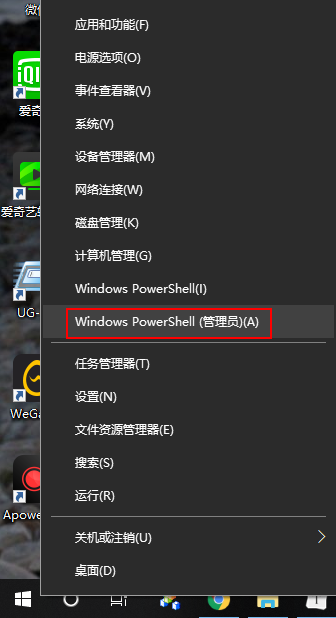 微信
应用和功能(F)
电源选项(O)
iQI
事件查看器(V)
爱奇
系统(Y)
设备管理器(M)
网络连接(W)
爱奇艺
磁盘管理(K)
计算机管理(G)
Windows PowerShell(I)
UG-
Windows PowerShell (管理员)(A)
任务管理器(T)
设置(N)
WeGa
文件资源管理器(E)
搜索(S)
运行(R)
Apowe
关机或注销(U)
桌面(D)